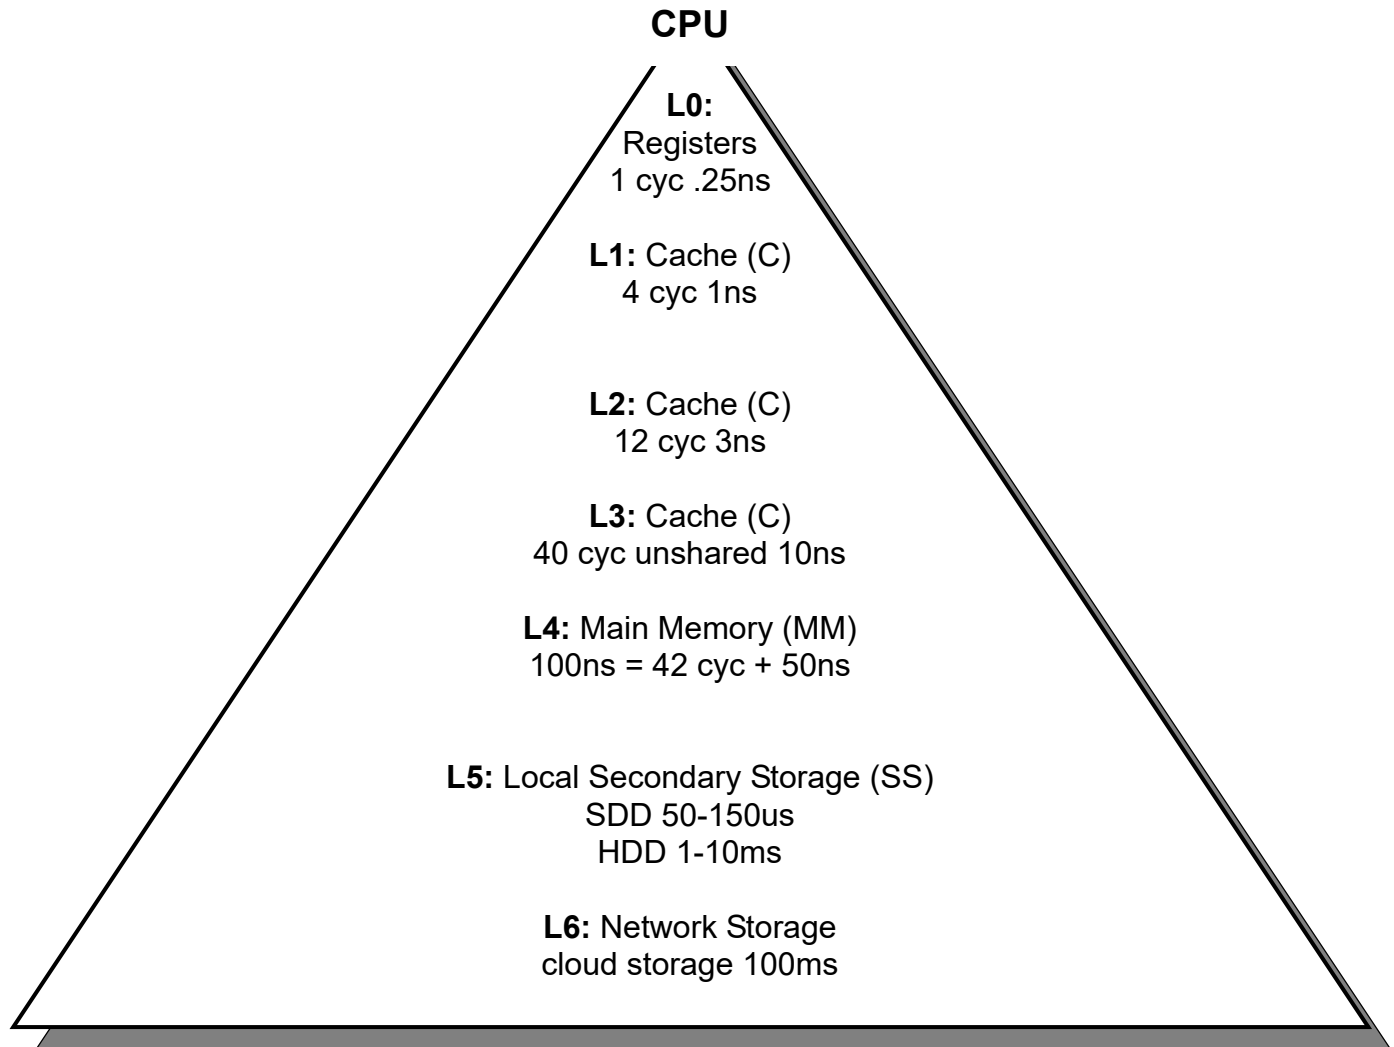 CPU
L0:
Registers
1 cyc .25ns
L1: Cache (C)
4 cyc 1ns
L2: Cache (C)
12 cyc 3ns
L3: Cache (C)
40 cyc unshared 10ns
L4: Main Memory (MM)
100ns = 42 cyc + 50ns
L5: Local Secondary Storage (SS)
SDD 50-150us
HDD 1-10ms
L6: Network Storage
cloud storage 100ms